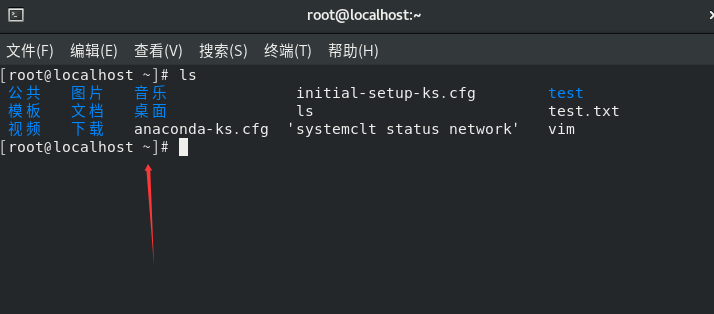 root@localhost:~
文件(F) 编辑(E) 查看(V) 搜索(S) 终端(T) 帮助(H)
[root@localhost ~]# ls
公共 图片 音乐 initial-setup-ks.cfg test
模板 文档 桌面 ls test.txt
视频 下载 anaconda-ks.cfg 'systemclt status network' vim
[root@localhost ~]#